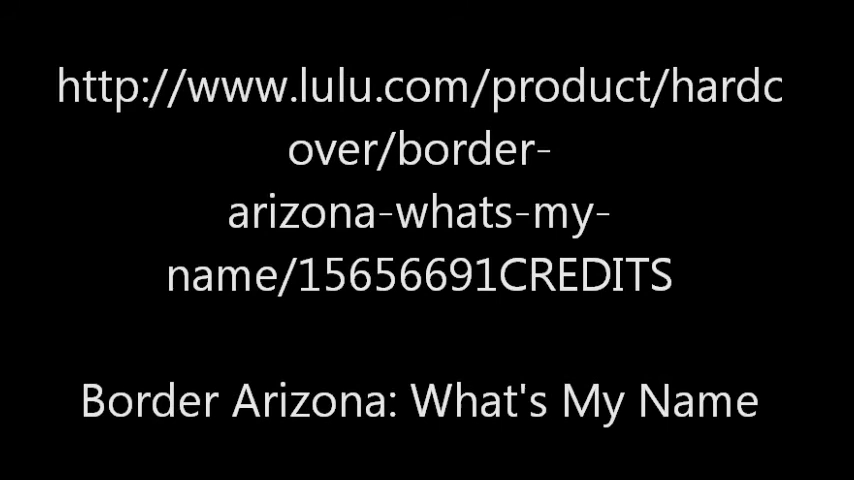 http://www.lulu.com/product/hardc
over/border-
arizona-whats-my-
name/15656691CREDITS
Border Arizona: What's My Name